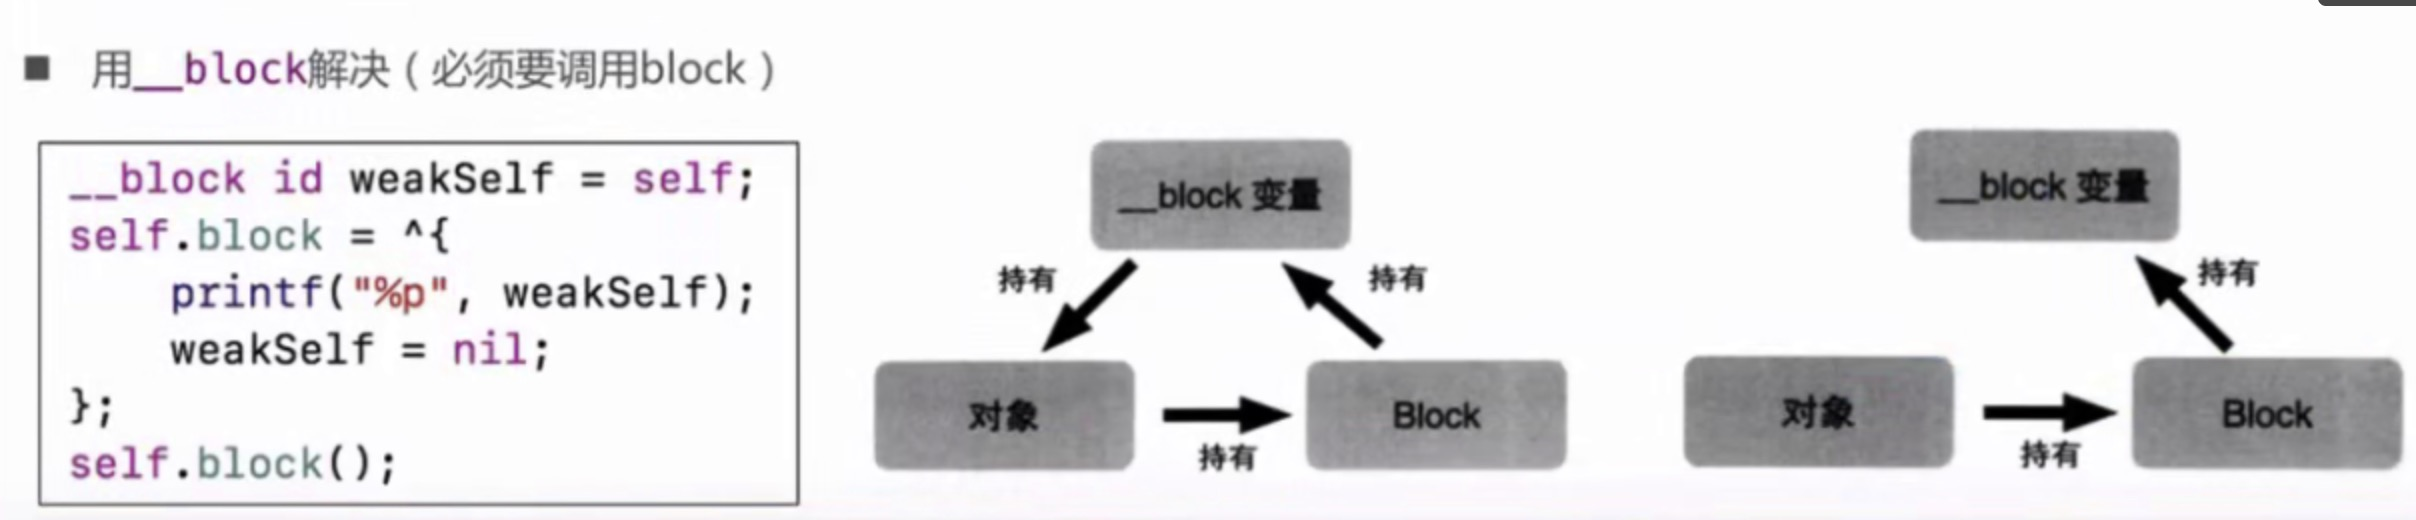 用__block解决（必须要调用block）
__block id weakSelf = self;
self.block = ^{
    printf("%p", weakSelf);
    weakSelf = nil;
};
self.block();
__block 变量
持有
持有
对象
Block
持有
__block 变量
持有
对象
Block
持有